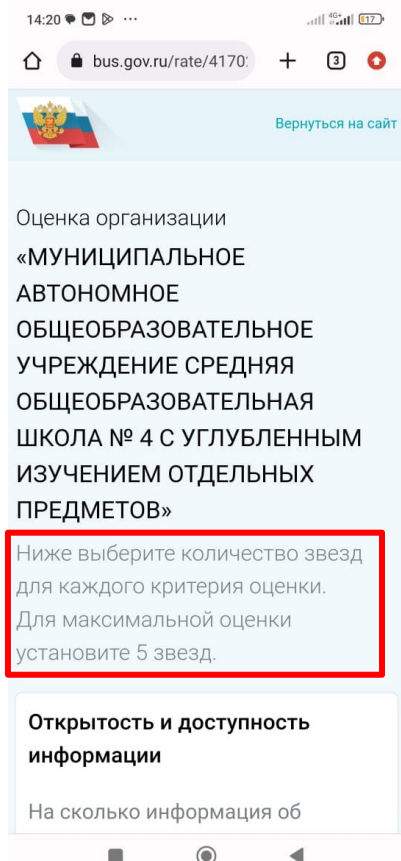 14:20
4G+
17
bus.gov.ru/rate/4170
3
Вернуться на сайт
Оценка организации
«МУНИЦИПАЛЬНОЕ
АВТОНОМНОЕ
ОБЩЕОБРАЗОВАТЕЛЬНОЕ
УЧРЕЖДЕНИЕ СРЕДНЯЯ
ОБЩЕОБРАЗОВАТЕЛЬНАЯ
ШКОЛА № 4 С УГЛУБЛЕННЫМ
ИЗУЧЕНИЕМ ОТДЕЛЬНЫХ
ПРЕДМЕТОВ»
Ниже выберите количество звезд
для каждого критерия оценки.
Для максимальной оценки
установите 5 звезд.
Открытость и доступность
информации
На сколько информация об